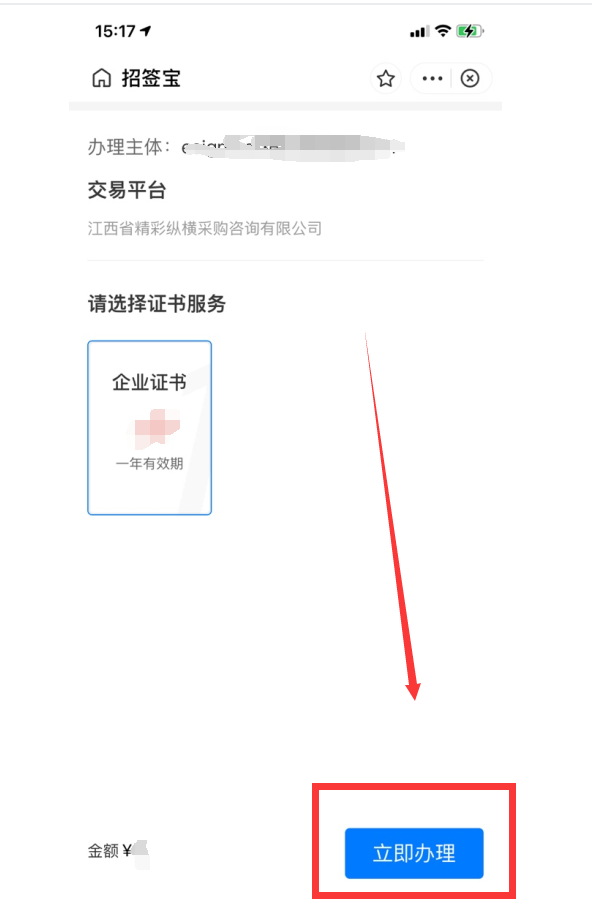 15:17
招签宝
办理主体：
交易平台
江西省精彩纵横采购咨询有限公司
请选择证书服务
企业证书
一年有效期
金额 ¥
立即办理